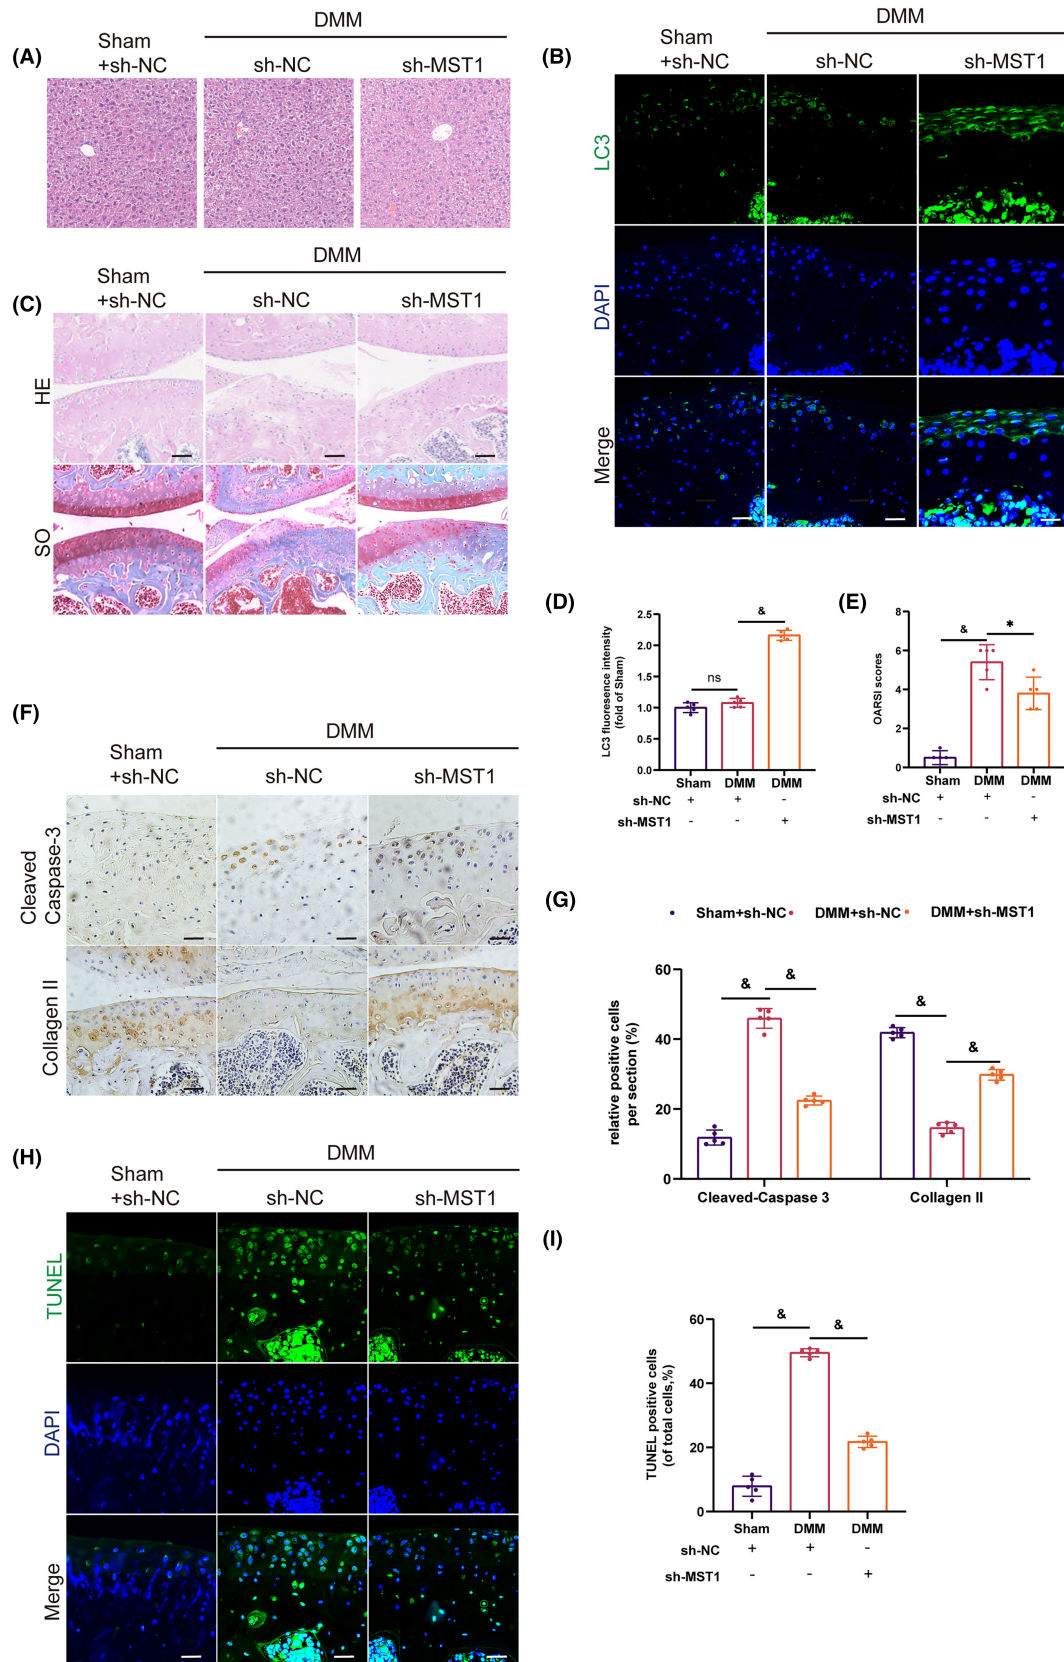 (A)
Sham
+sh-NC
DMM
sh-NC
sh-MST1
(B)
Sham
+sh-NC
DMM
sh-NC
sh-MST1
LC3
DAPI
Merge
(C)
Sham
+sh-NC
DMM
sh-NC
sh-MST1
HE
SO
(D)
LC3 fluoresence intensity
(fold of Sham)
2.5
2.0
1.5
1.0
0.5
0.0
ns
&
Sham DMM DMM
sh-NC + + -
sh-MST1 - - +
(E)
OARSI scores
8
6
4
2
0
&
*
Sham DMM DMM
sh-NC + + -
sh-MST1 - - +
(F)
Sham
+sh-NC
DMM
sh-NC
sh-MST1
Cleaved
Caspase-3
Collagen II
(G)
Sham+sh-NC DMM+sh-NC DMM+sh-MST1
relative positive cells
per section (%)
60
40
20
0
& &
& &
Cleaved-Caspase 3 Collagen II
(H)
Sham
+sh-NC
DMM
sh-NC
sh-MST1
TUNEL
DAPI
Merge
(I)
TUNEL positive cells
(of total cells,%)
60
40
20
0
& &
Sham DMM DMM
sh-NC + + -
sh-MST1 - - +